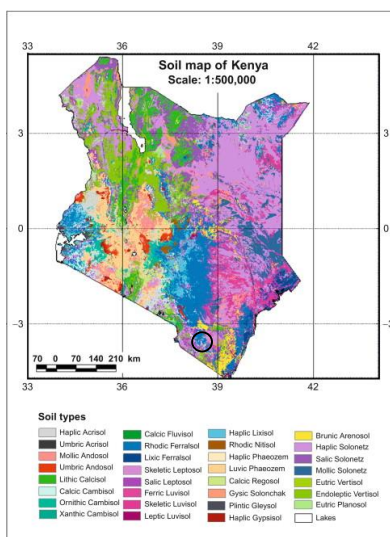 33 36 39 42
Soil map of Kenya
Scale: 1:500,000
3 3
0 0
-3 -3
70 0 70 140 210 km
33 36 39 42
Soil types
Haplic Acrisol
Umbric Acrisol
Mollic Andosol
Umbric Andosol
Lithic Calcisol
Calcic Cambisol
Ornithic Cambisol
Xanthic Cambisol
Calcic Fluvisol
Rhodic Ferralsol
Lixic Ferralsol
Skeletic Leptosol
Salic Leptosol
Ferric Luvisol
Skeletic Luvisol
Leptic Luvisol
Haplic Lixisol
Rhodic Nitisol
Haplic Phaeozem
Luvic Phaeozem
Calcic Regosol
Gysic Solonchak
Plintic Gleysol
Haplic Gypsisol
Brunic Arenosol
Haplic Solonetz
Salic Solonetz
Mollic Solonetz
Eutric Vertisol
Endoleptic Vertisol
Eutric Planosol
Lakes